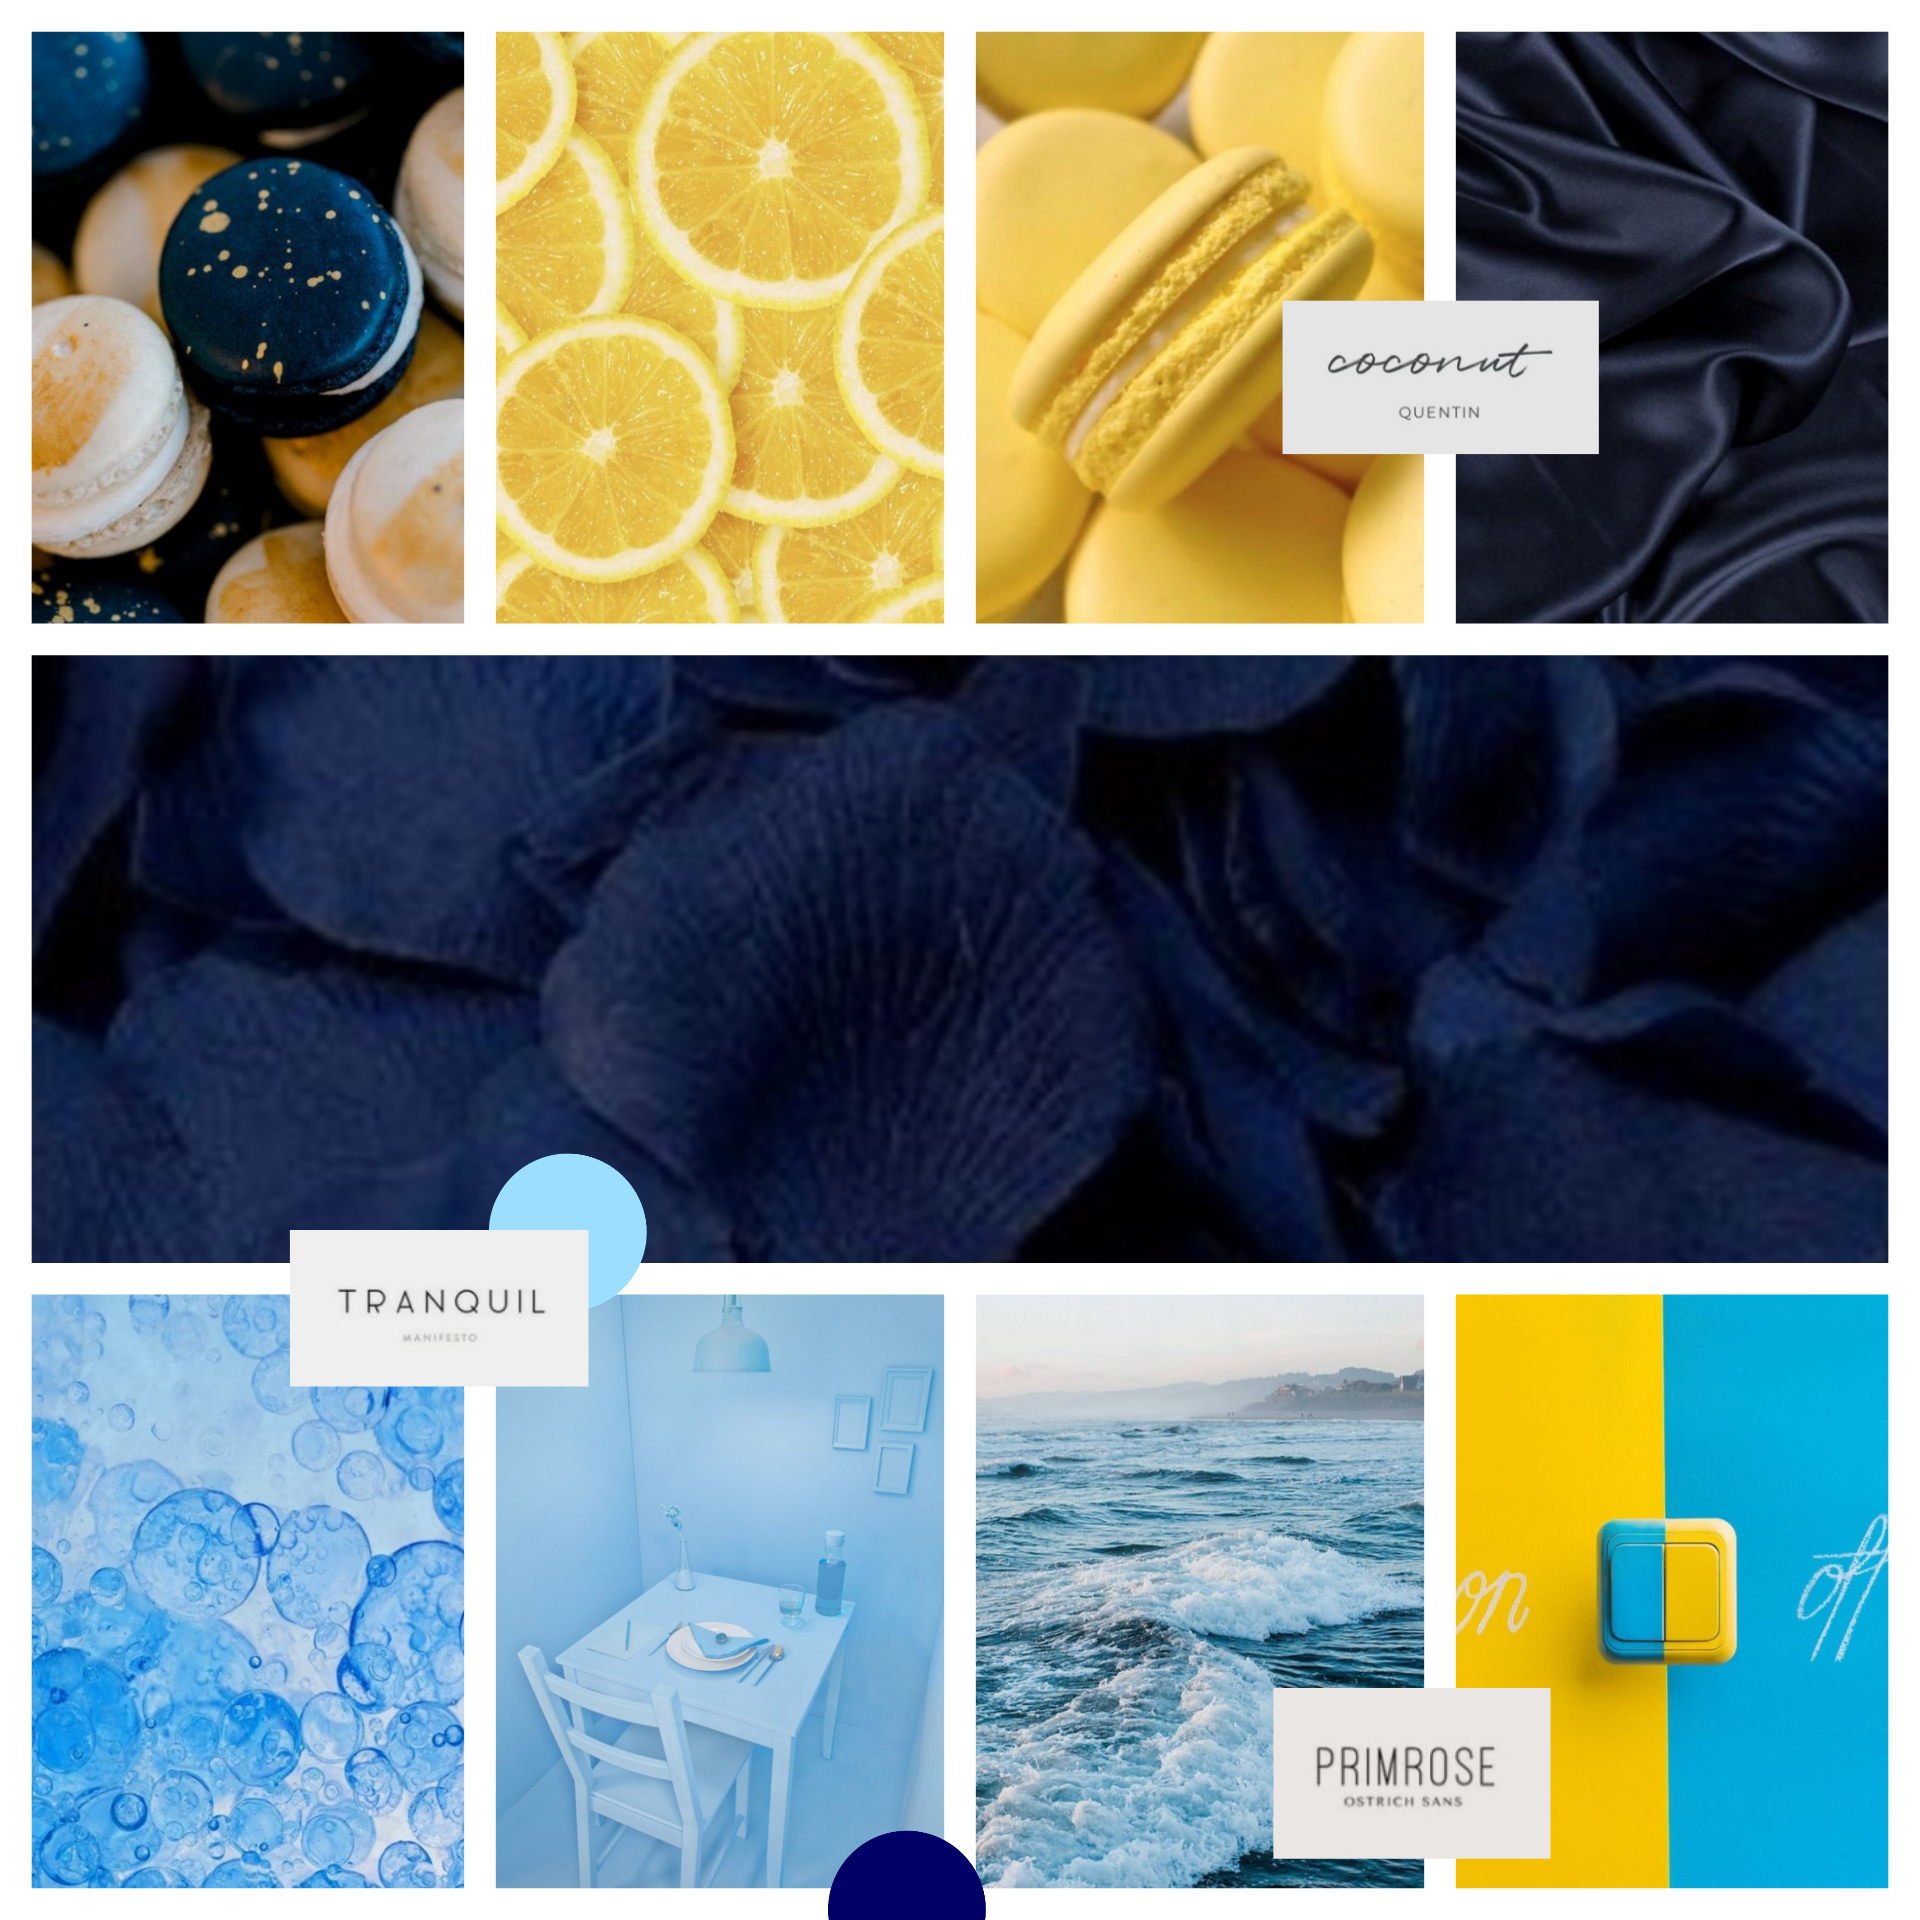 coconut
QUENTIN
TRANQUIL
MANIFESTO
on
off
PRIMROSE
OSTRICH SANS